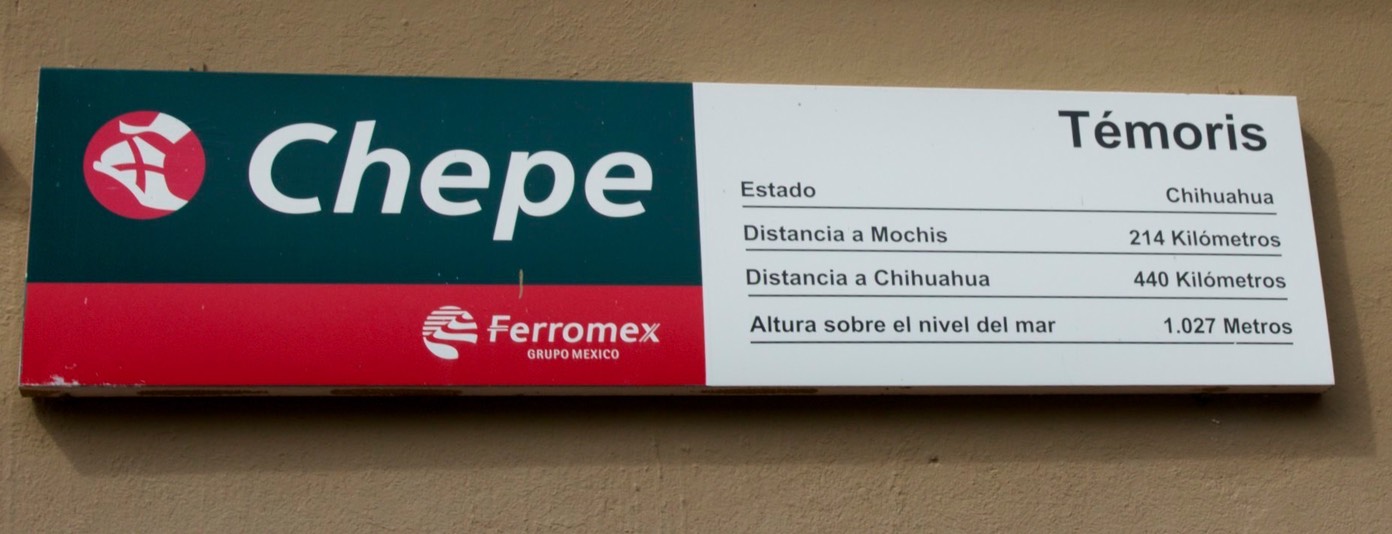 Chepe
Ferromex
GRUPO MEXICO
Témoris
Estado Chihuahua
Distancia a Mochis 214 Kilómetros
Distancia a Chihuahua 440 Kilómetros
Altura sobre el nivel del mar 1.027 Metros